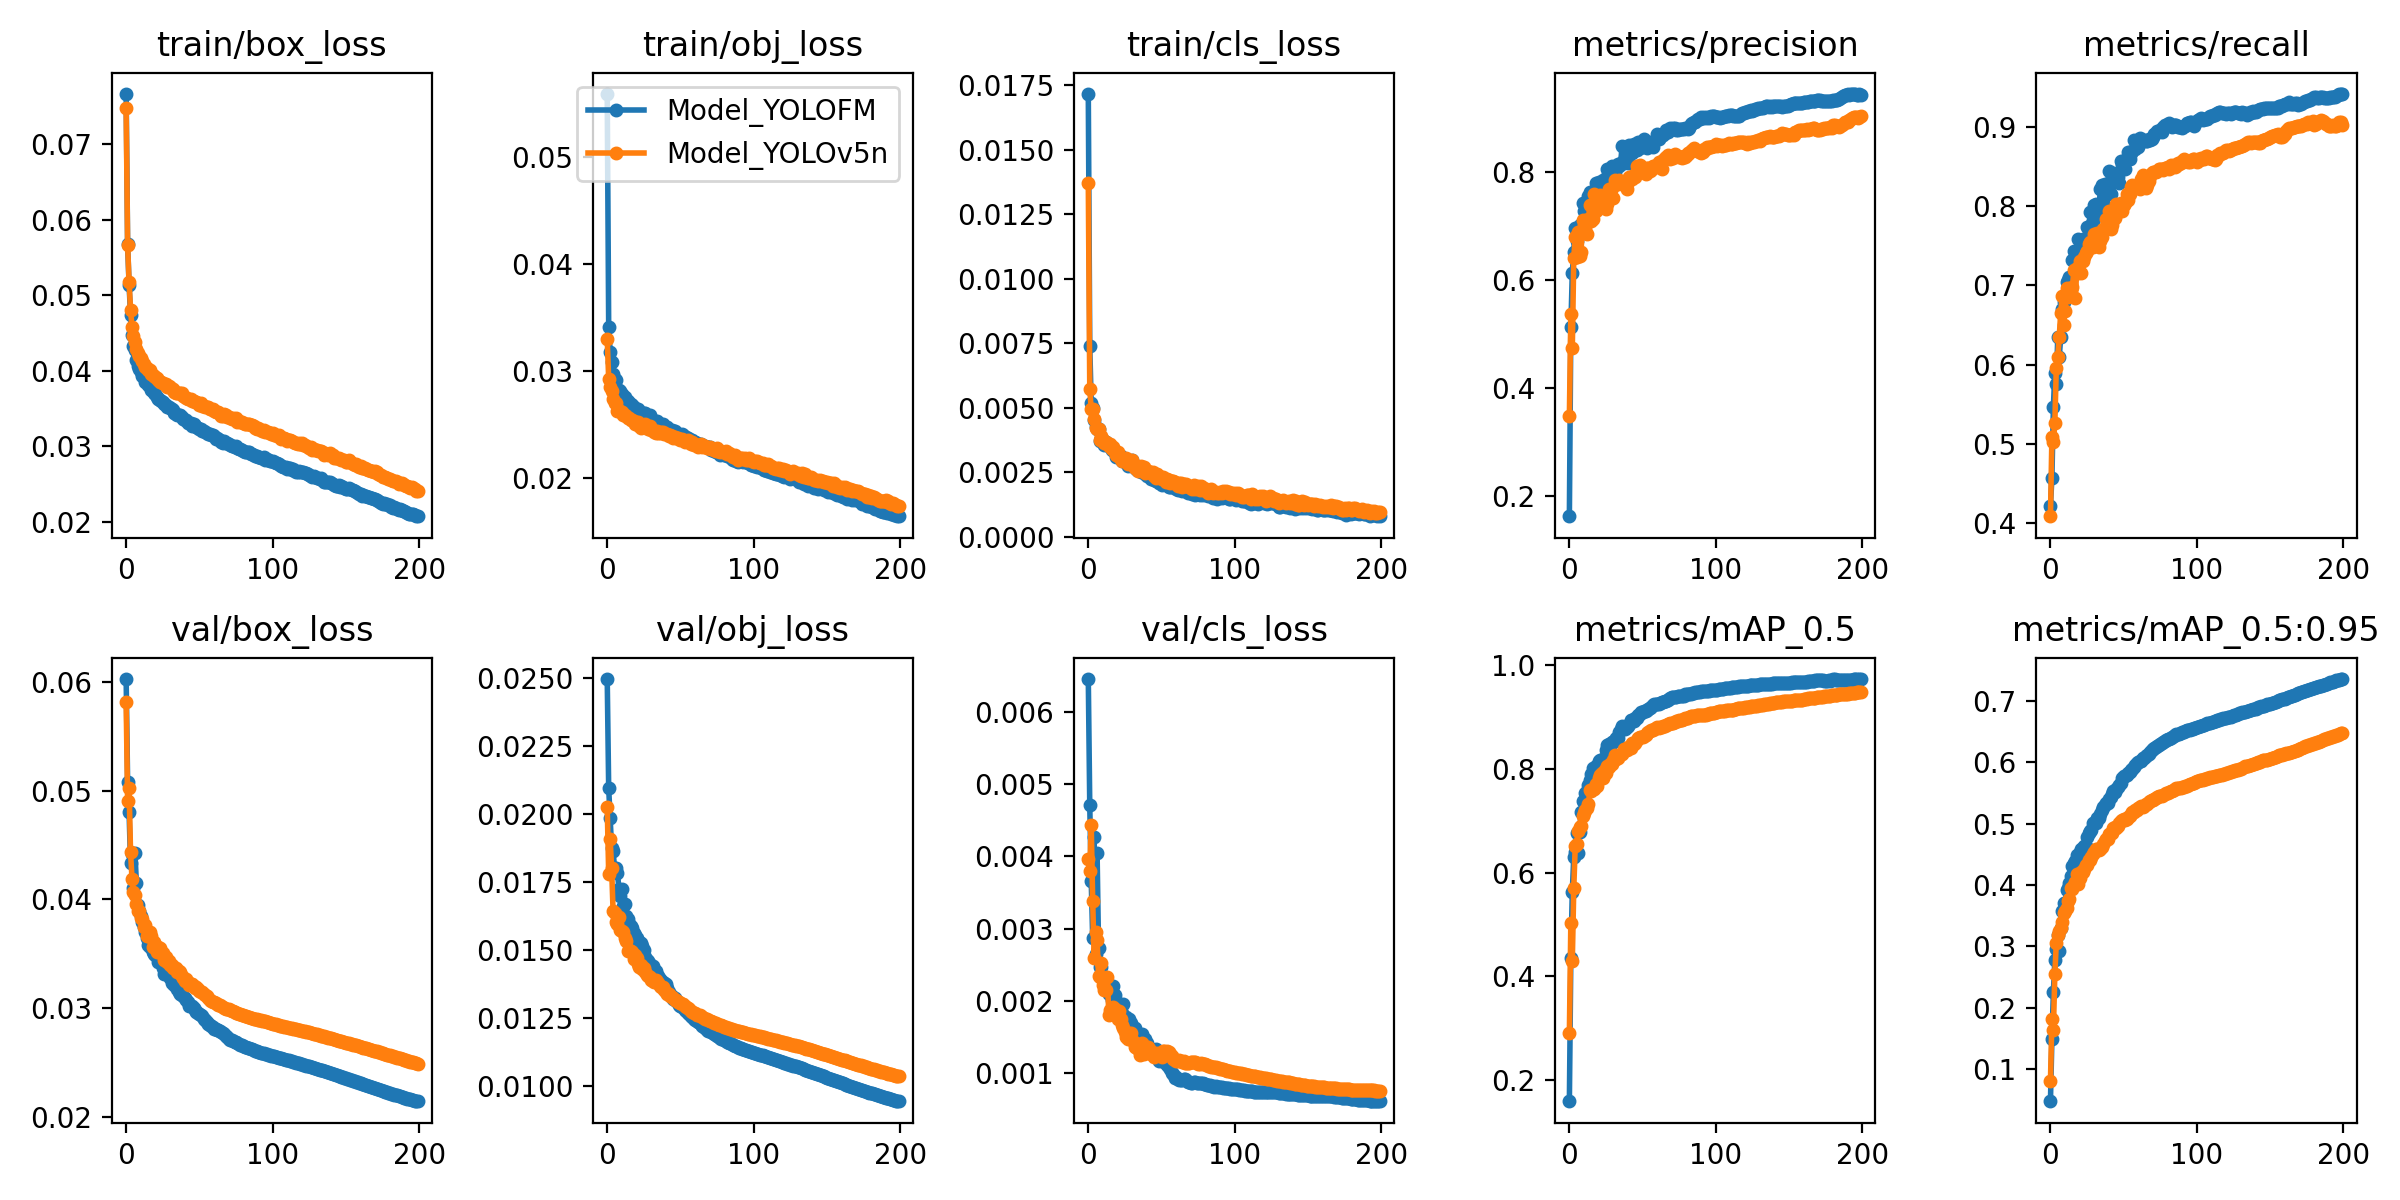 train/box_loss
0.07
0.06
0.05
0.04
0.03
0.02
0 100 200
train/obj_loss
Model_YOLOFM
Model_YOLOv5n
0.05
0.04
0.03
0.02
0 100 200
train/cls_loss
0.0175
0.0150
0.0125
0.0100
0.0075
0.0050
0.0025
0.0000
0 100 200
metrics/precision
0.8
0.6
0.4
0.2
0 100 200
metrics/recall
0.9
0.8
0.7
0.6
0.5
0.4
0 100 200
val/box_loss
0.06
0.05
0.04
0.03
0.02
0 100 200
val/obj_loss
0.0250
0.0225
0.0200
0.0175
0.0150
0.0125
0.0100
0 100 200
val/cls_loss
0.006
0.005
0.004
0.003
0.002
0.001
0 100 200
metrics/mAP_0.5
1.0
0.8
0.6
0.4
0.2
0 100 200
metrics/mAP_0.5:0.95
0.7
0.6
0.5
0.4
0.3
0.2
0.1
0 100 200